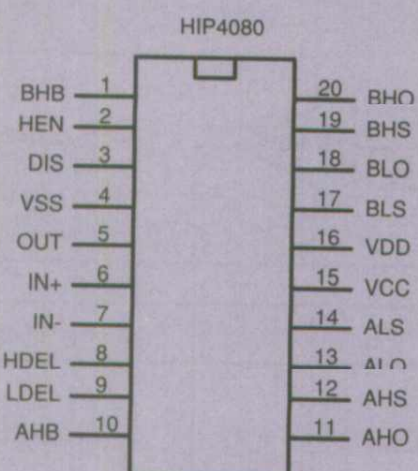 HIP4080
BHB 1
HEN 2
DIS 3
VSS 4
OUT 5
IN+ 6
IN- 7
HDEL 8
LDEL 9
AHB 10
20 BHO
19 BHS
18 BLO
17 BLS
16 VDD
15 VCC
14 ALS
13 ALO
12 AHS
11 AHO